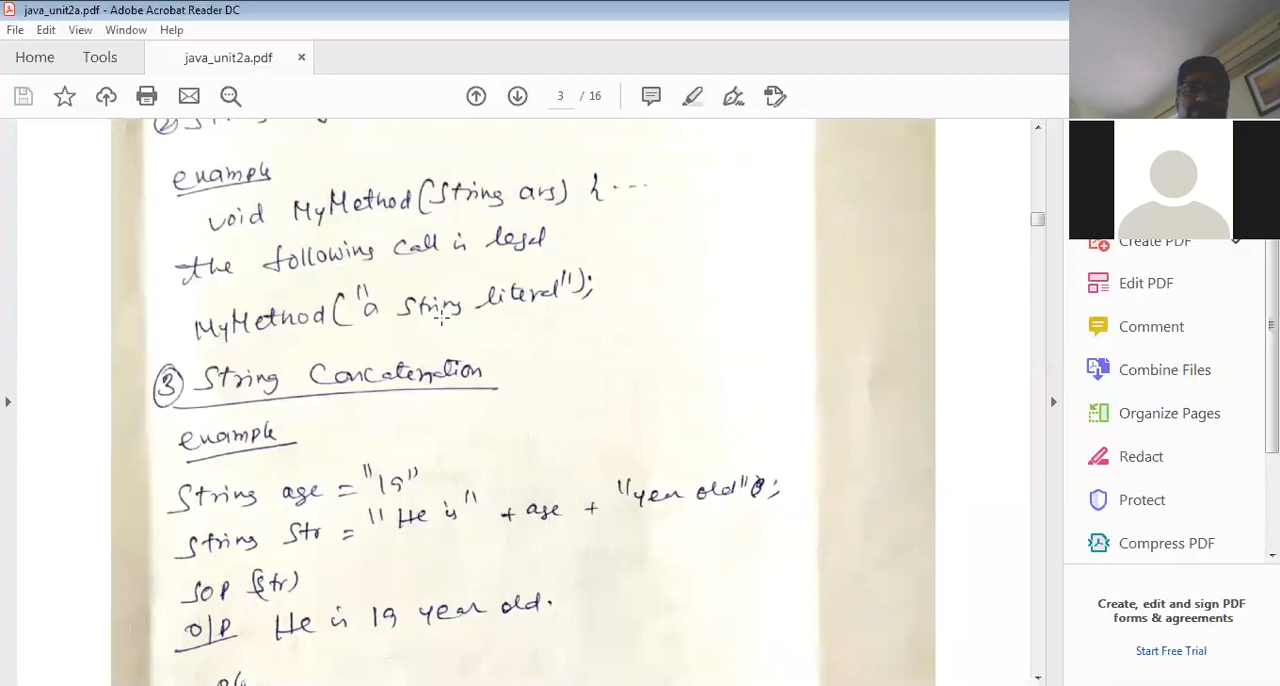 java_unit2a.pdf - Adobe Acrobat Reader DC
File Edit View Window Help
Home Tools java_unit2a.pdf ×
3 / 16
② String
example
void MyMethod(String ars) { ...
the following call is legal
MyMethod("a string literal");
③ String Concatenation
example
String age = "19"
String Str = "He is" + age + "year old";
SOP (Str)
O/P He is 19 year old.
Create PDF
Edit PDF
Comment
Combine Files
Organize Pages
Redact
Protect
Compress PDF
Create, edit and sign PDF
forms & agreements
Start Free Trial